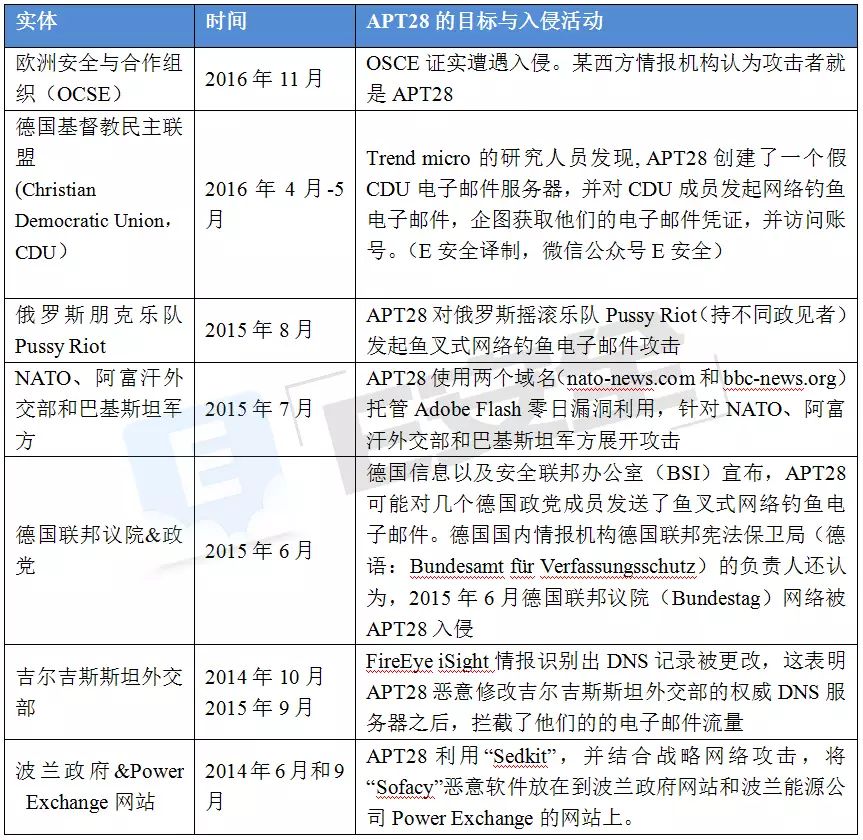 实体 时间 APT28 的目标与入侵活动
欧洲安全与合作组
织（OCSE）
2016 年 11 月
OSCE 证实遭遇入侵。某西方情报机构认为攻击者就
是 APT28
德国基督教民主联
盟
(Christian
Democratic Union，
CDU）
2016 年 4 月-5
月
Trend micro 的研究人员发现, APT28 创建了一个假
CDU 电子邮件服务器，并对 CDU 成员发起网络钓鱼
电子邮件，企图获取他们的电子邮件凭证，并访问账
号。（E 安全译制，微信公众号 E 安全）
俄罗斯朋克乐队
Pussy Riot
2015 年 8 月
APT28 对俄罗斯摇滚乐队 Pussy Riot（持不同政见者）
发起鱼叉式网络钓鱼电子邮件攻击
NATO、阿富汗外
交部和巴基斯坦军
方
2015 年 7 月
APT28 使用两个域名（nato-news.com 和 bbc-news.org）
托管 Adobe Flash 零日漏洞利用，针对 NATO、阿富
汗外交部和巴基斯坦军方展开攻击
德国联邦议院&政
党
2015 年 6 月
德国信息以及安全联邦办公室（BSI）宣布，APT28
可能对几个德国政党成员发送了鱼叉式网络钓鱼电
子邮件。德国国内情报机构德国联邦宪法保卫局（德
语：Bundesamt für Verfassungsschutz）的负责人还认
为，2015 年 6 月德国联邦议院（Bundestag）网络被
APT28 入侵
吉尔吉斯斯坦外交
部
2014 年 10 月
2015 年 9 月
FireEye iSight 情报识别出 DNS 记录被更改，这表明
APT28 恶意修改吉尔吉斯斯坦外交部的权威 DNS 服
务器之后，拦截了他们的的电子邮件流量
波兰政府&Power
Exchange 网站
2014 年 6 月和 9
月
APT28 利用“Sedkit”，并结合战略网络攻击，将
“Sofacy”恶意软件放在到波兰政府网站和波兰能源公
司 Power Exchange 的网站上。
E安全